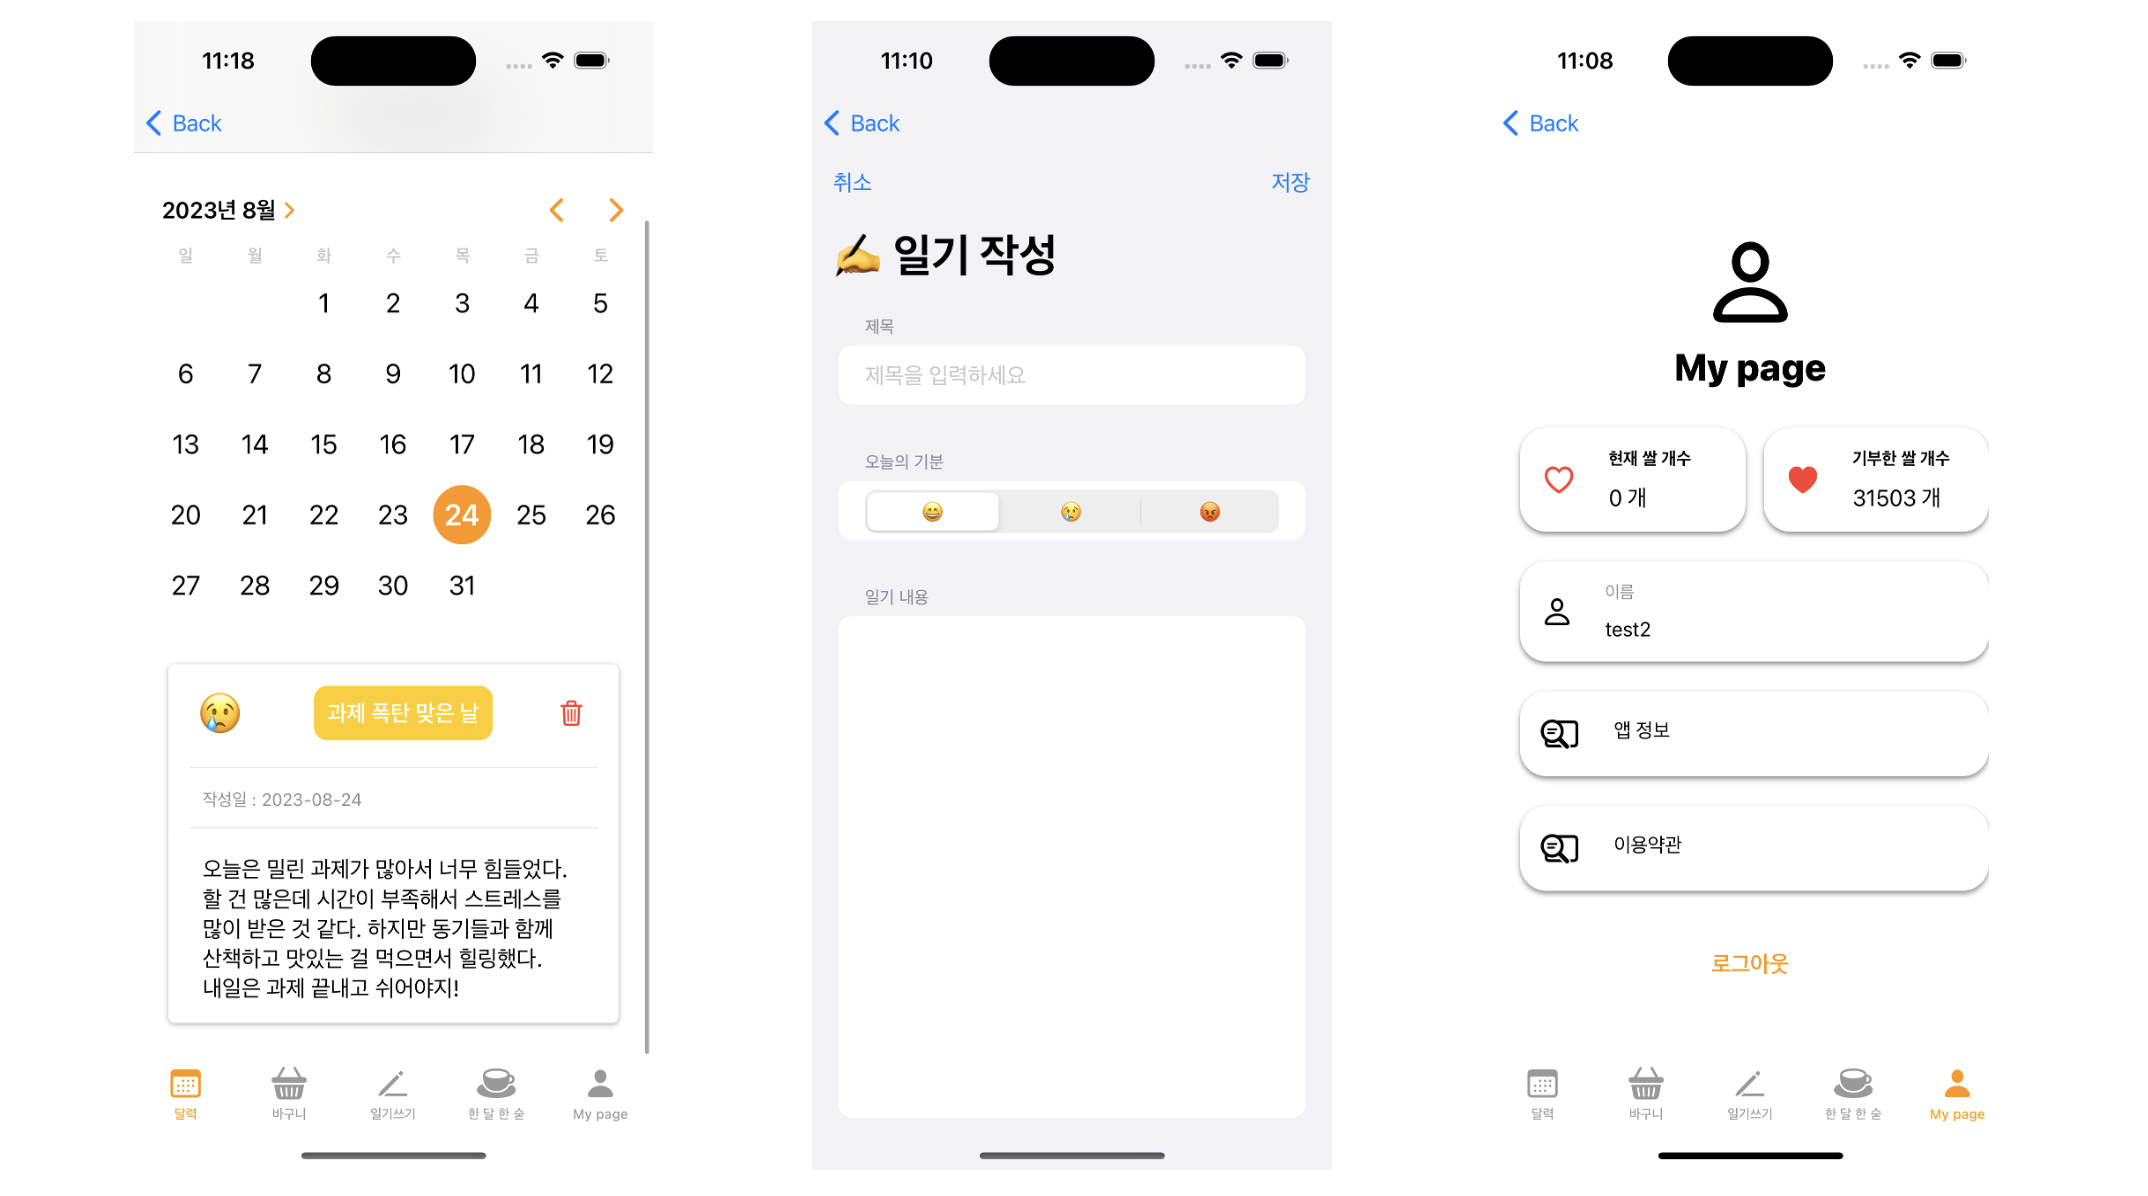 11:18
Back
2023년 8월
일 월 화 수 목 금 토
1 2 3 4 5
6 7 8 9 10 11 12
13 14 15 16 17 18 19
20 21 22 23 24 25 26
27 28 29 30 31
과제 폭탄 맞은 날
작성일 : 2023-08-24
오늘은 밀린 과제가 많아서 너무 힘들었다.
할 건 많은데 시간이 부족해서 스트레스를
많이 받은 것 같다. 하지만 동기들과 함께
산책하고 맛있는 걸 먹으면서 힐링했다.
내일은 과제 끝내고 쉬어야지!
달력 바구니 일기쓰기 한 달 한 숟 My page
11:10
Back
취소 저장
✍️ 일기 작성
제목
제목을 입력하세요
오늘의 기분
일기 내용
11:08
Back
My page
현재 쌀 개수
0 개
기부한 쌀 개수
31503 개
이름
test2
앱 정보
이용약관
로그아웃
달력 바구니 일기쓰기 한 달 한 숟 My page